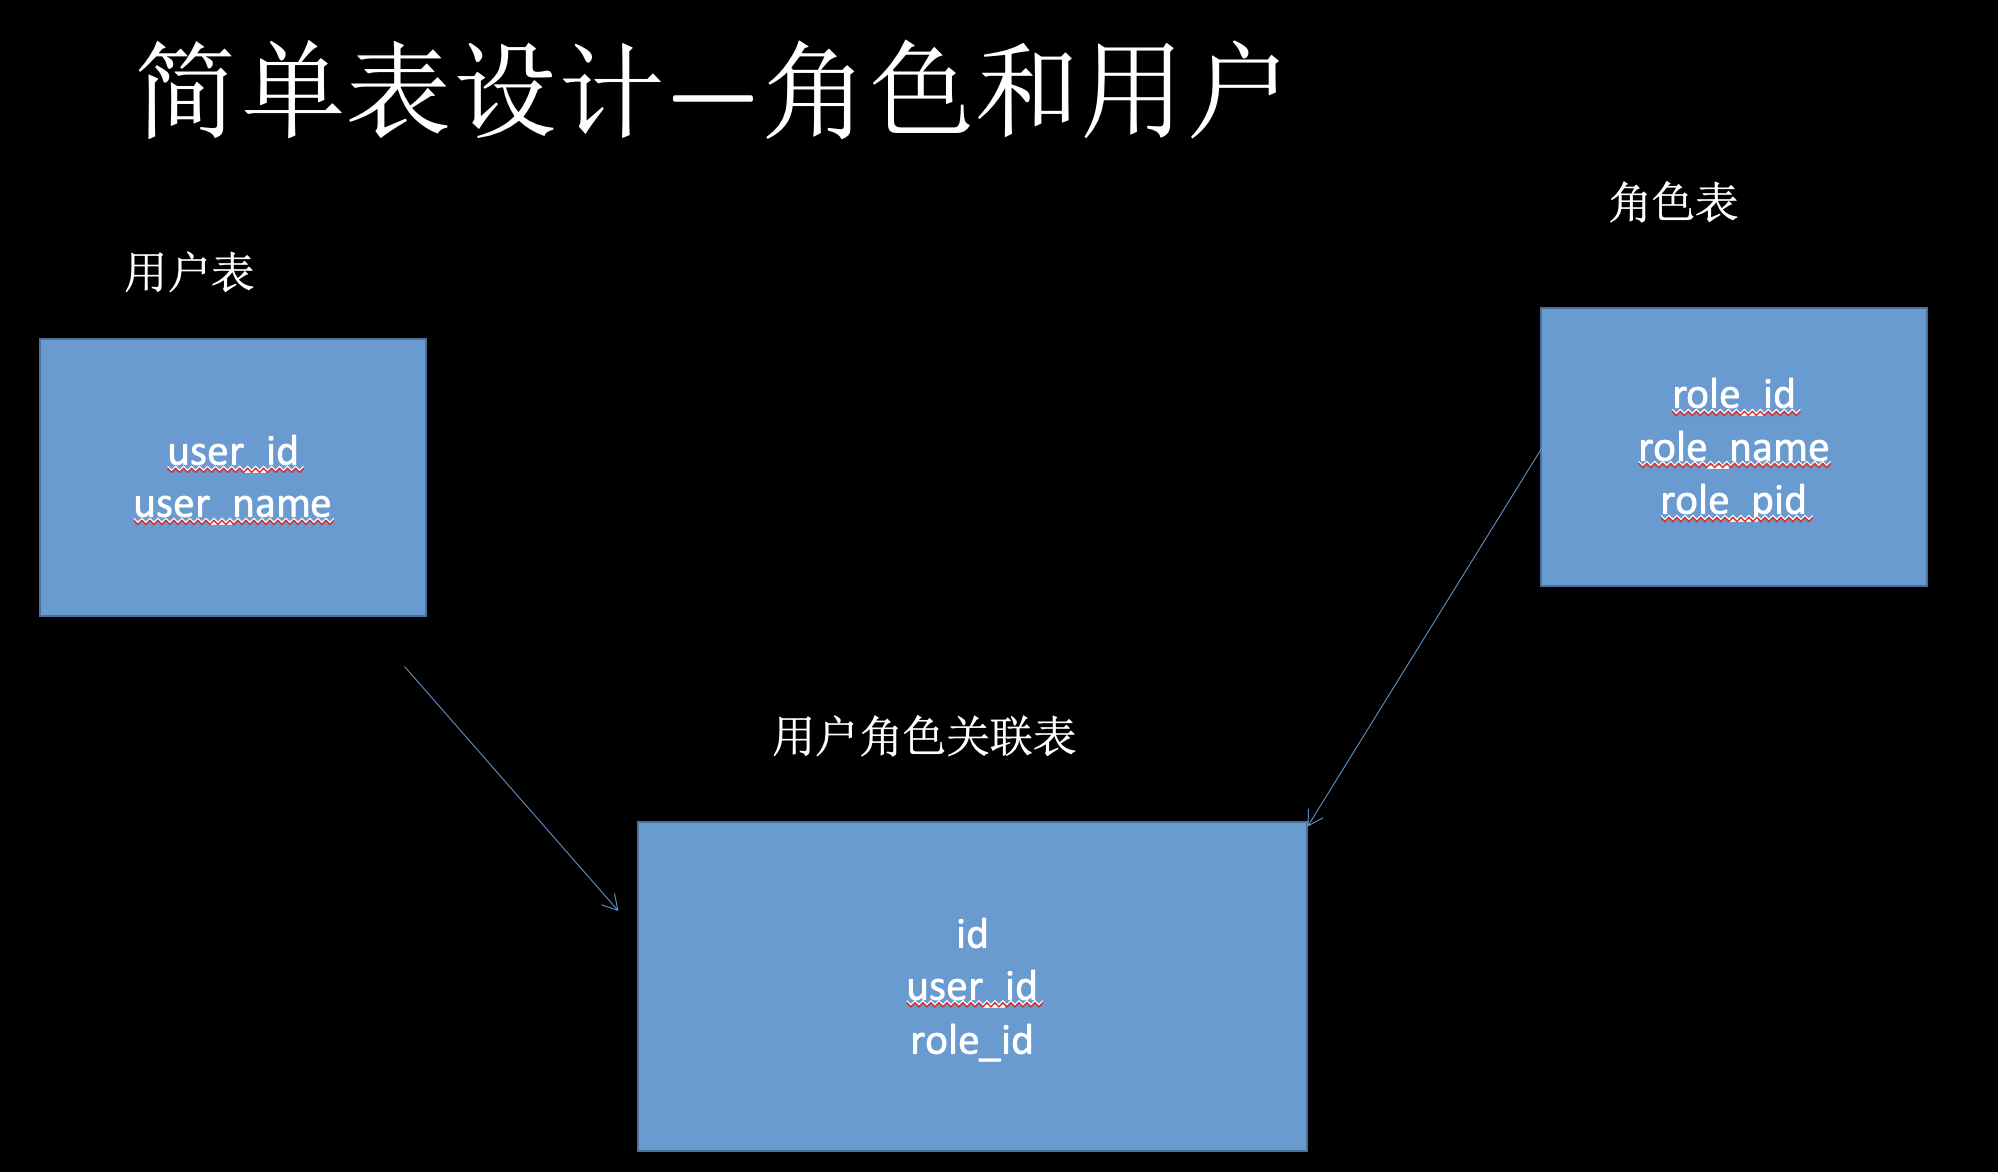 简单表设计—角色和用户
角色表
用户表
role_id
role_name
role_pid
user_id
user_name
用户角色关联表
id
user_id
role_id